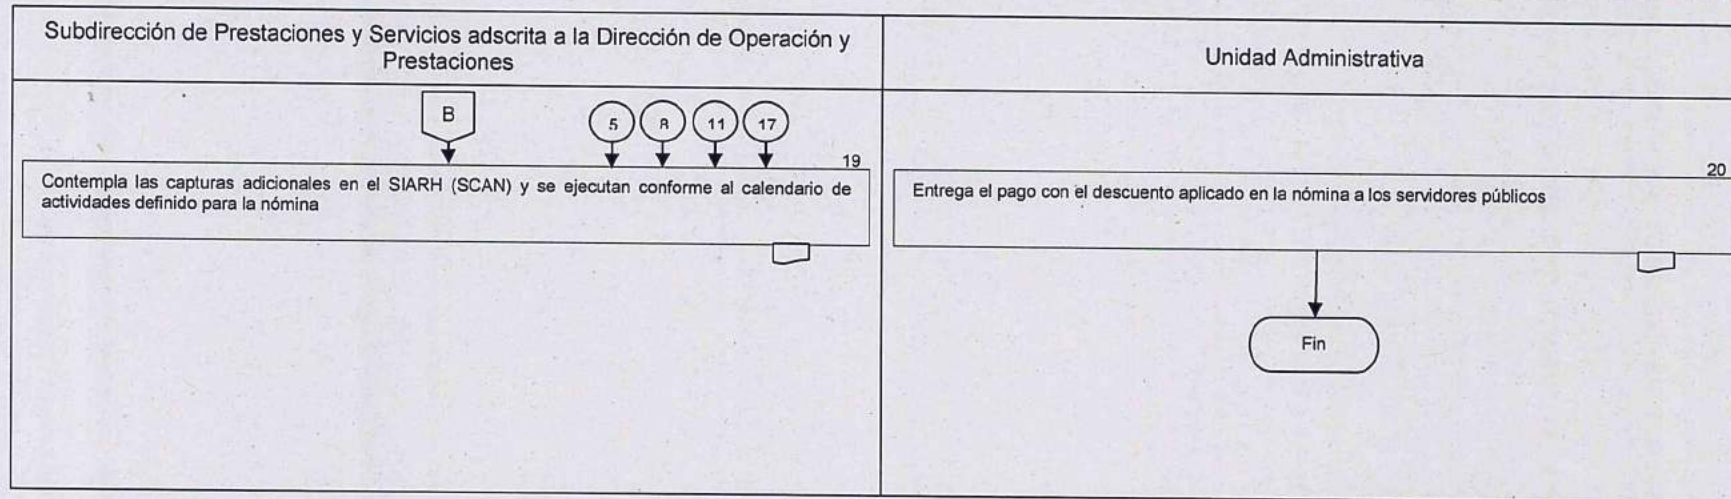 Subdirección de Prestaciones y Servicios adscrita a la Dirección de Operación y
Prestaciones
Unidad Administrativa
B
5
8
11
17
19
Contempla las capturas adicionales en el SIARH (SCAN) y se ejecutan conforme al calendario de
actividades definido para la nómina
20
Entrega el pago con el descuento aplicado en la nómina a los servidores públicos
Fin